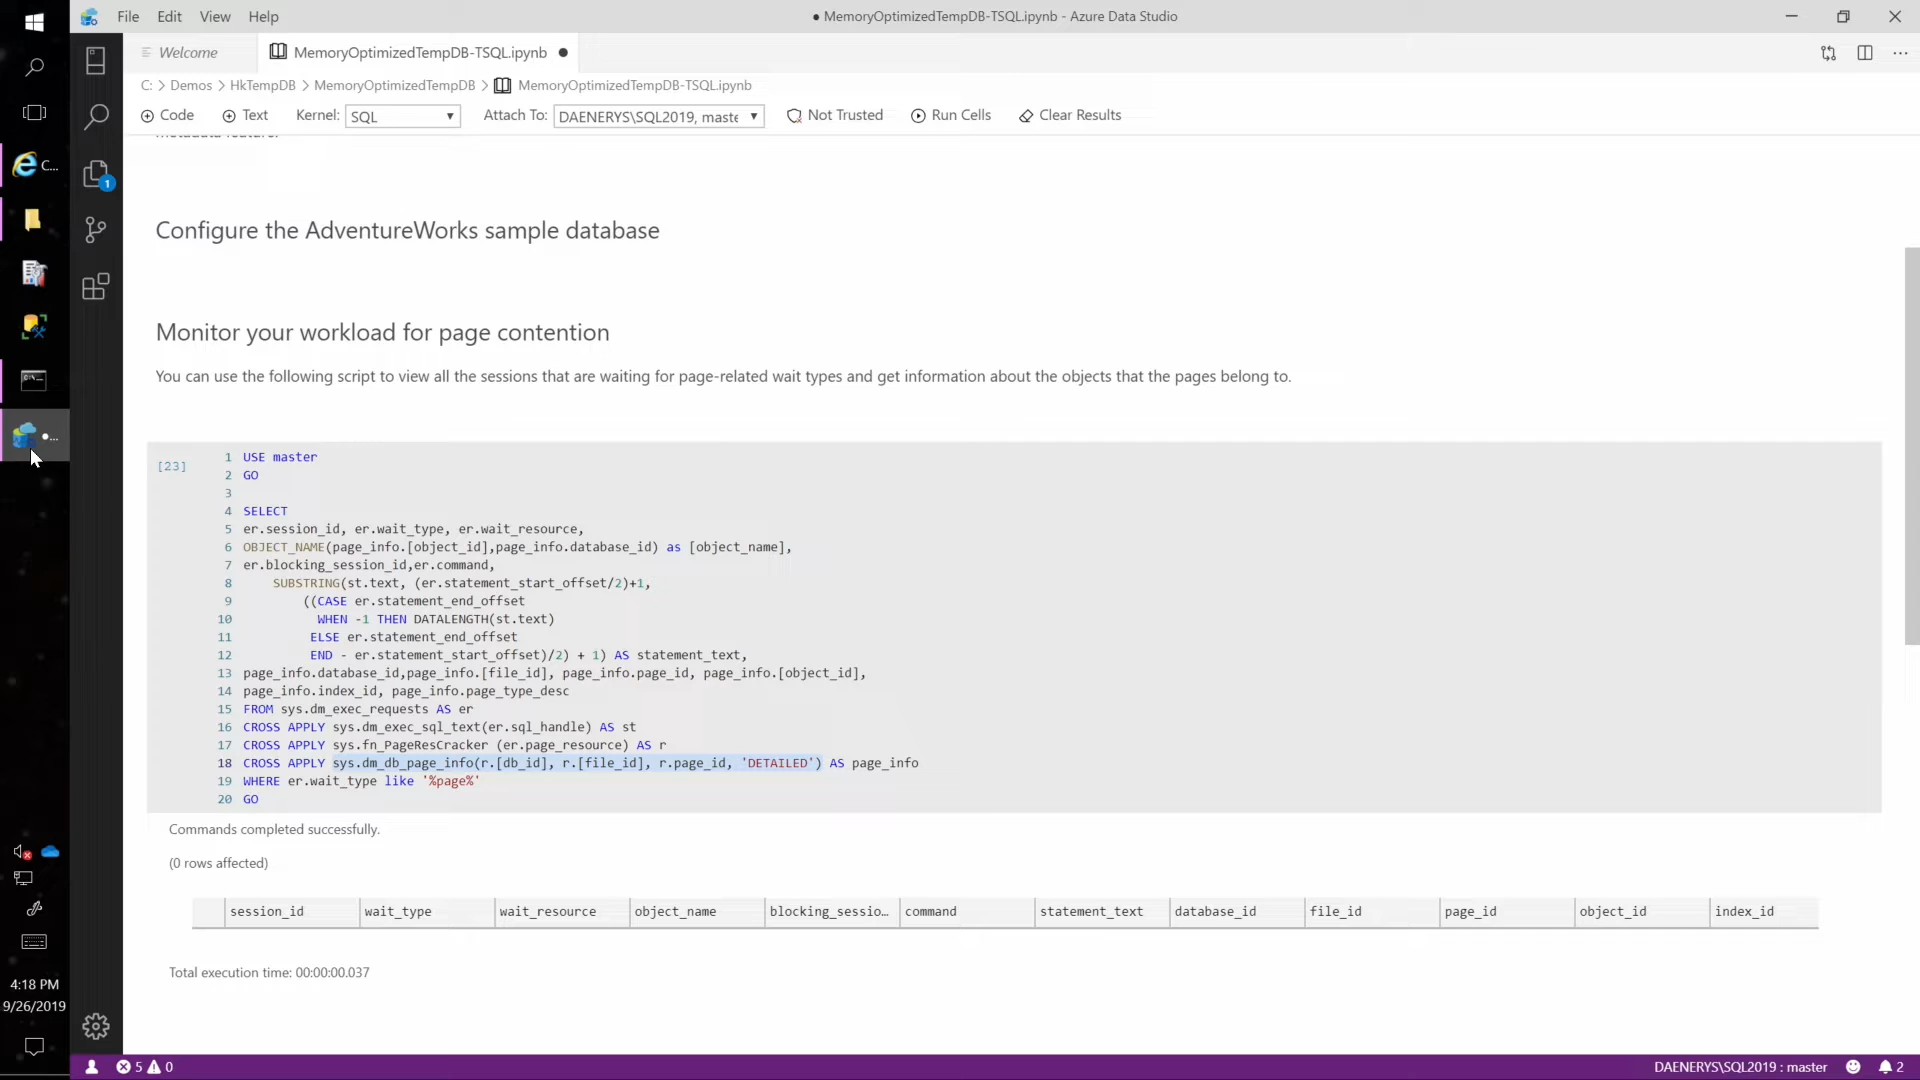 File Edit View Help
● MemoryOptimizedTempDB-TSQL.ipynb - Azure Data Studio
Welcome
MemoryOptimizedTempDB-TSQL.ipynb ●
C: > Demos > HkTempDB > MemoryOptimizedTempDB > MemoryOptimizedTempDB-TSQL.ipynb
Code Text Kernel: SQL Attach To: DAENERYS\SQL2019, maste Not Trusted Run Cells Clear Results
metadata feature.
C...
1
Configure the AdventureWorks sample database
Monitor your workload for page contention
You can use the following script to view all the sessions that are waiting for page-related wait types and get information about the objects that the pages belong to.
[23]
1 USE master
2 GO
3
4 SELECT
5 er.session_id, er.wait_type, er.wait_resource,
6 OBJECT_NAME(page_info.[object_id],page_info.database_id) as [object_name],
7 er.blocking_session_id,er.command,
8 SUBSTRING(st.text, (er.statement_start_offset/2)+1,
9 ((CASE er.statement_end_offset
10 WHEN -1 THEN DATALENGTH(st.text)
11 ELSE er.statement_end_offset
12 END - er.statement_start_offset)/2) + 1) AS statement_text,
13 page_info.database_id,page_info.[file_id], page_info.page_id, page_info.[object_id],
14 page_info.index_id, page_info.page_type_desc
15 FROM sys.dm_exec_requests AS er
16 CROSS APPLY sys.dm_exec_sql_text(er.sql_handle) AS st
17 CROSS APPLY sys.fn_PageResCracker (er.page_resource) AS r
18 CROSS APPLY sys.dm_db_page_info(r.[db_id], r.[file_id], r.page_id, 'DETAILED') AS page_info
19 WHERE er.wait_type like '%page%'
20 GO
Commands completed successfully.
(0 rows affected)
session_id wait_type wait_resource object_name blocking_sessio... command statement_text database_id file_id page_id object_id index_id
Total execution time: 00:00:00.037
4:18 PM
9/26/2019
5 0
DAENERYS\SQL2019 : master 2